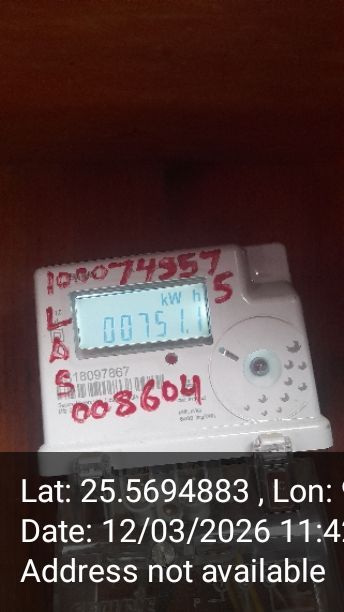 100074957
5
kW h
00751.1
L
D
S
18097867
008604
Lat: 25.5694883 , Lon:
Date: 12/03/2026 11:42
Address not available